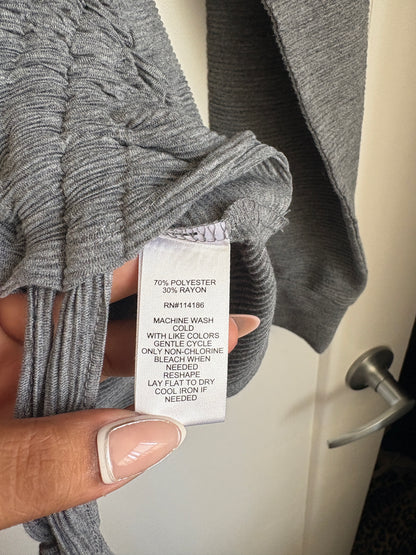 70% POLYESTER
30% RAYON
RN#114186
MACHINE WASH
COLD
WITH LIKE COLORS
GENTLE CYCLE
ONLY NON-CHLORINE
BLEACH WHEN
NEEDED
RESHAPE
LAY FLAT TO DRY
COOL IRON IF
NEEDED